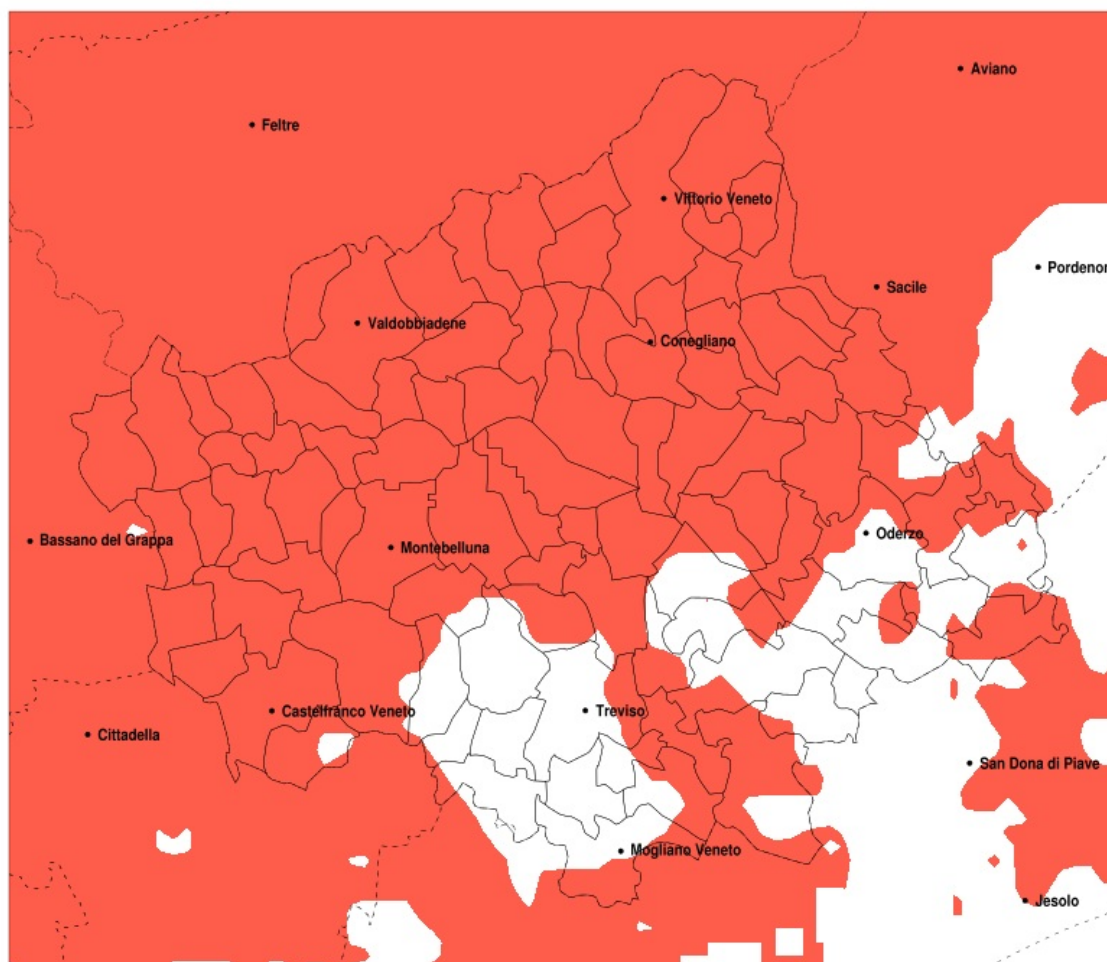 Aviano
Feltre
Vittorio Veneto
Pordenor
Sacile
Valdobbiadene
Conegliano
Oderzo
Bassano del Grappa
Montebelluna
Castelfranco Veneto
Treviso
Cittadella
San Dona di Piave
Mogliano Veneto
Jesolo